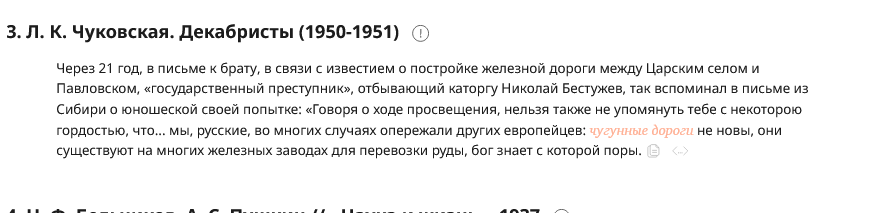 3. Л. К. Чуковская. Декабристы (1950-1951)
Через 21 год, в письме к брату, в связи с известием о постройке железной дороги между Царским селом и
Павловском, «государственный преступник», отбывающий каторгу Николай Бестужев, так вспоминал в письме из
Сибири о юношеской своей попытке: «Говоря о ходе просвещения, нельзя также не упомянуть тебе с некоторою
гордостью, что... мы, русские, во многих случаях опережали других европейцев: чугунные дороги не новы, они
существуют на многих железных заводах для перевозки руды, бог знает с которой поры.